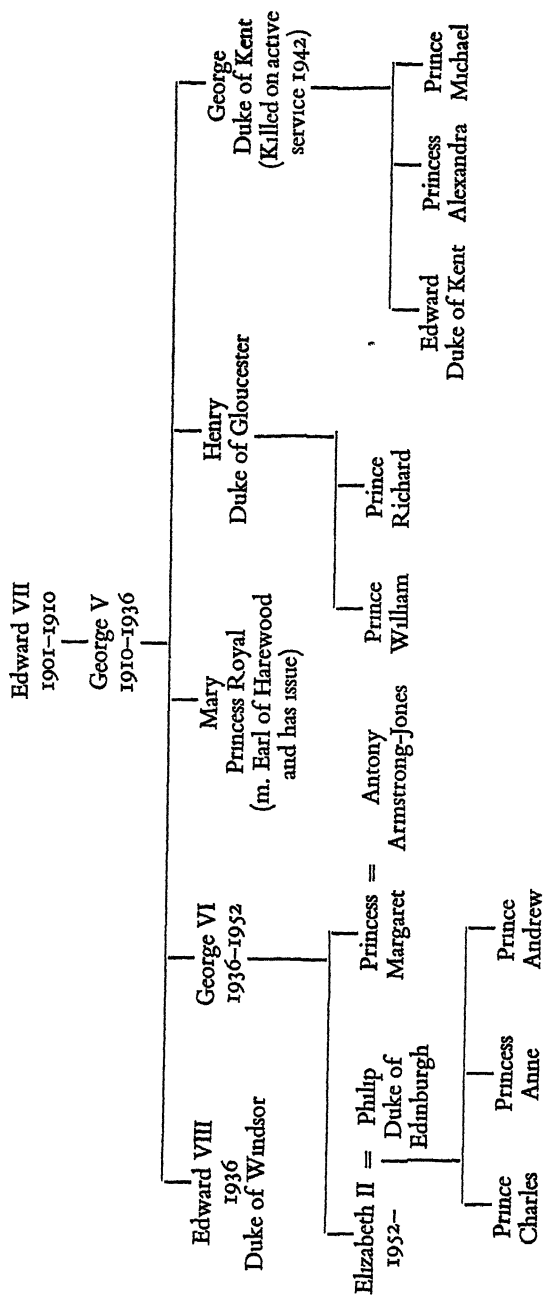 Edward VII
1901–1910
George V
1910–1936
Edward VIII
1936
Duke of Windsor
George VI
1936–1952
Mary
Princess Royal
(m. Earl of Harewood
and has issue)
Henry
Duke of Gloucester
George
Duke of Kent
(Killed on active
service 1942)
Elizabeth II =
1952–
Philip
Duke of
Edinburgh
Princess =
Margaret
Antony
Armstrong-Jones
Prince
William
Prince
Richard
Edward
Duke of Kent
Princess
Alexandra
Prince
Michael
Prince
Charles
Princess
Anne
Prince
Andrew